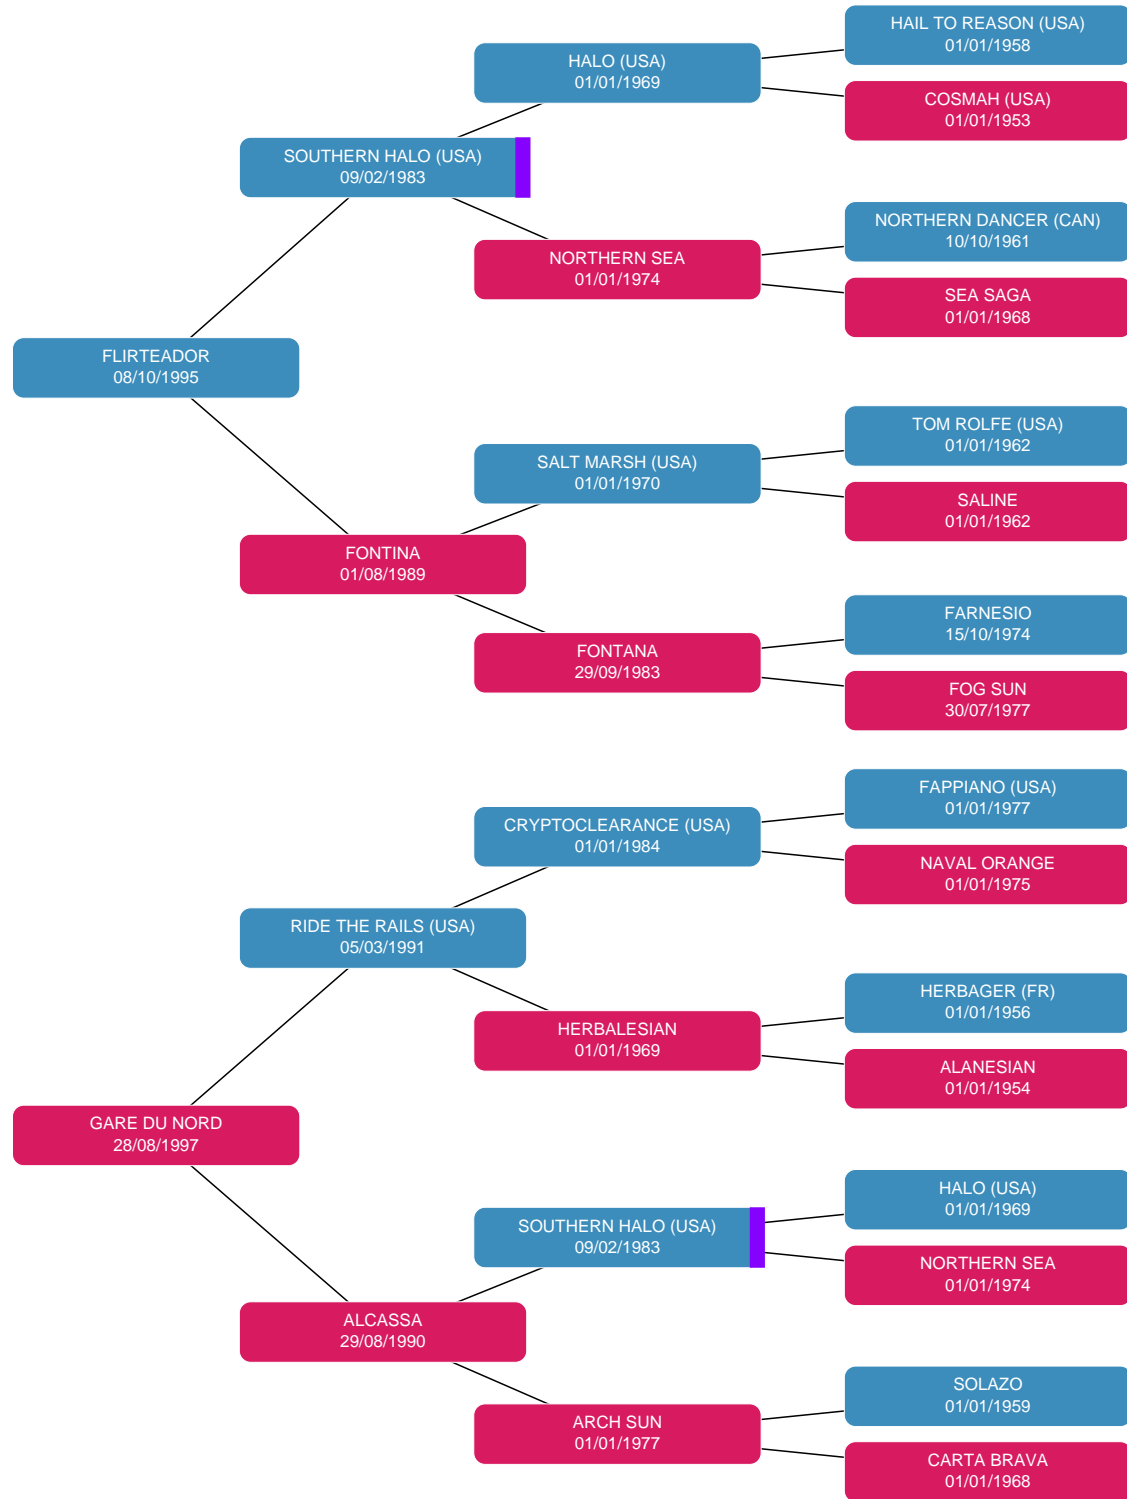 HAIL TO REASON (USA)
01/01/1958
HALO (USA)
01/01/1969
COSMAH (USA)
01/01/1953
SOUTHERN HALO (USA)
09/02/1983
NORTHERN DANCER (CAN)
10/10/1961
NORTHERN SEA
01/01/1974
SEA SAGA
01/01/1968
FLIRTEADOR
08/10/1995
TOM ROLFE (USA)
01/01/1962
SALT MARSH (USA)
01/01/1970
SALINE
01/01/1962
FONTINA
01/08/1989
FARNESIO
15/10/1974
FONTANA
29/09/1983
FOG SUN
30/07/1977
FAPPIANO (USA)
01/01/1977
CRYPTOCLEARANCE (USA)
01/01/1984
NAVAL ORANGE
01/01/1975
RIDE THE RAILS (USA)
05/03/1991
HERBAGER (FR)
01/01/1956
HERBALESIAN
01/01/1969
ALANESIAN
01/01/1954
GARE DU NORD
28/08/1997
HALO (USA)
01/01/1969
SOUTHERN HALO (USA)
09/02/1983
NORTHERN SEA
01/01/1974
ALCASSA
29/08/1990
SOLAZO
01/01/1959
ARCH SUN
01/01/1977
CARTA BRAVA
01/01/1968